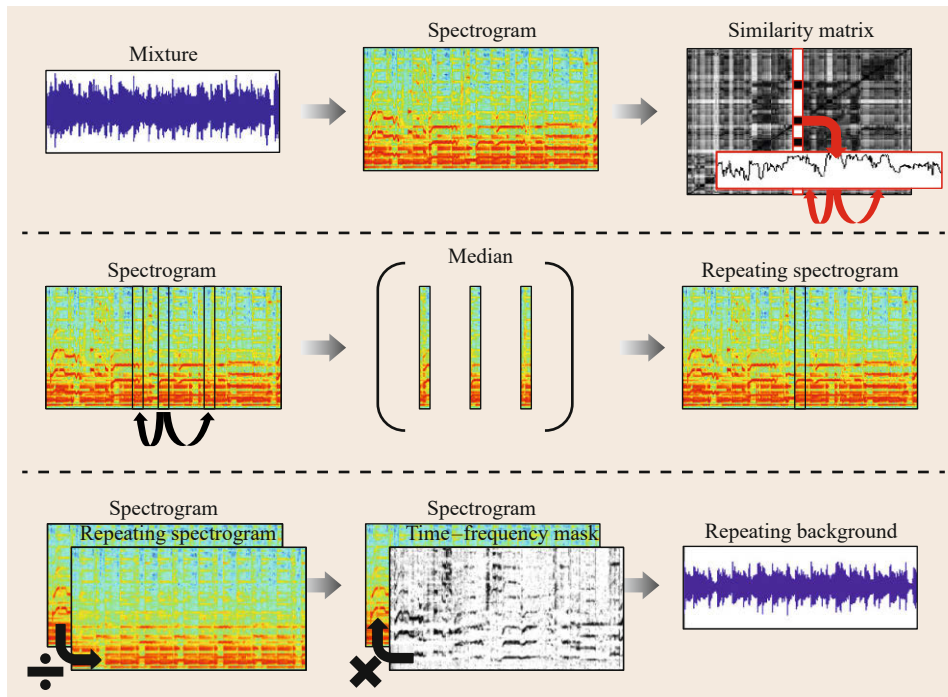 Mixture
Spectrogram
Similarity matrix
Spectrogram
Median
Repeating spectrogram
Spectrogram
Repeating spectrogram
Spectrogram
Time–frequency mask
Repeating background